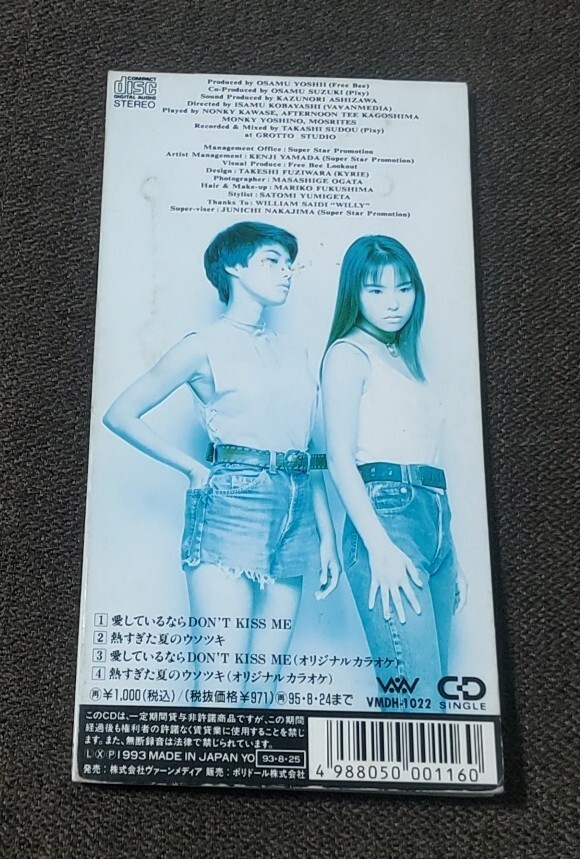 COMPACT
disc
DIGITAL AUDIO
STEREO
Produced by OSAMU YOSHII (Free Bee)
Co-Produced by OSAMU SUZUKI (Pixy)
Sound Produced by KAZUNORI ASHIZAWA
Directed by ISAMU KOBAYASHI (VAVANMEDIA)
Played by NONKY KAWASE, AFTERNOON TEE KAGOSHIMA
MONKY YOSHINO, MOSRITES
Recorded & Mixed by TAKASHI SUDOU (Pixy)
at GROTTO STUDIO
Management Office : Super Star Promotion
Artist Management : KENJI YAMADA (Super Star Promotion)
Visual Produce : Free Bee Lookout
Design : TAKESHI FUZIWARA (KYRIE)
Photographer : MASASHIGE OGATA
Hair & Make-up : MARIKO FUKUSHIMA
Stylist : SATOMI YUMIGETA
Thanks To : WILLIAM SAIDI "WILLY"
Super-viser : JUNICHI NAKAJIMA (Super Star Promotion)
1 愛しているならDON'T KISS ME
2 熱すぎた夏のウソツキ
3 愛しているならDON'T KISS ME(オリジナルカラオケ)
4 熱すぎた夏のウソツキ(オリジナルカラオケ)
再¥1,000(税込)/(税抜価格¥971)再95・8・24まで
VMDH-1022
CD
SINGLE
このCDは、一定期間貸与非許諾商品ですが、この期間
経過後も権利者の許諾なく賃貸業に使用することを禁じ
ます。また、無断録音は法律で禁じられています。
L X P 1993 MADE IN JAPAN YO 93・8・25
発売:株式会社ヴァーンメディア 販売:ポリドール株式会社
4 988050 001160